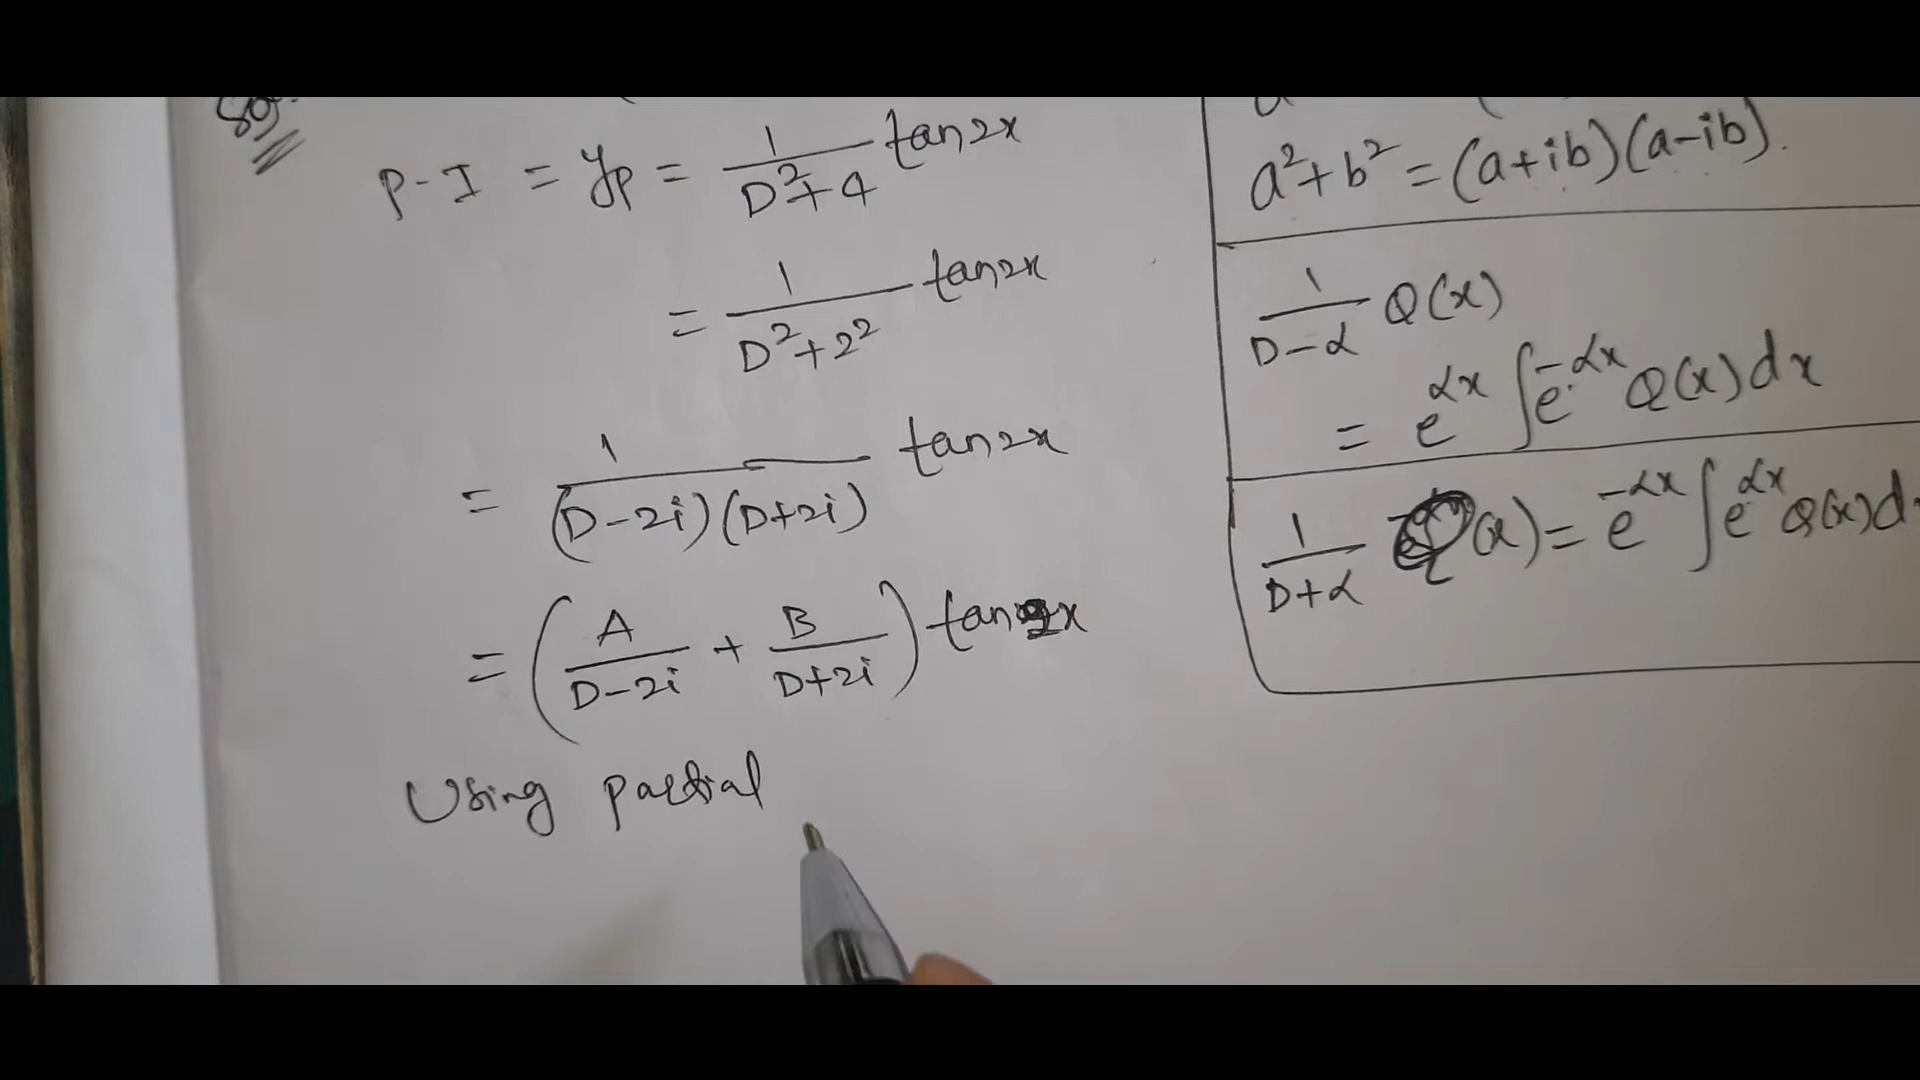 Sol:
P-I = yp = 1/(D²+4) tan2x
= 1/(D²+2²) tan2x
= 1/((D-2i)(D+2i)) tan2x
= (A/(D-2i) + B/(D+2i)) tan2x
Using partial
a²+b² = (a+ib)(a-ib).
1/(D-α) Q(x)
= e^(αx) ∫e^(-αx) Q(x)dx
1/(D+α) Q(x) = e^(-αx) ∫e^(αx) Q(x)d